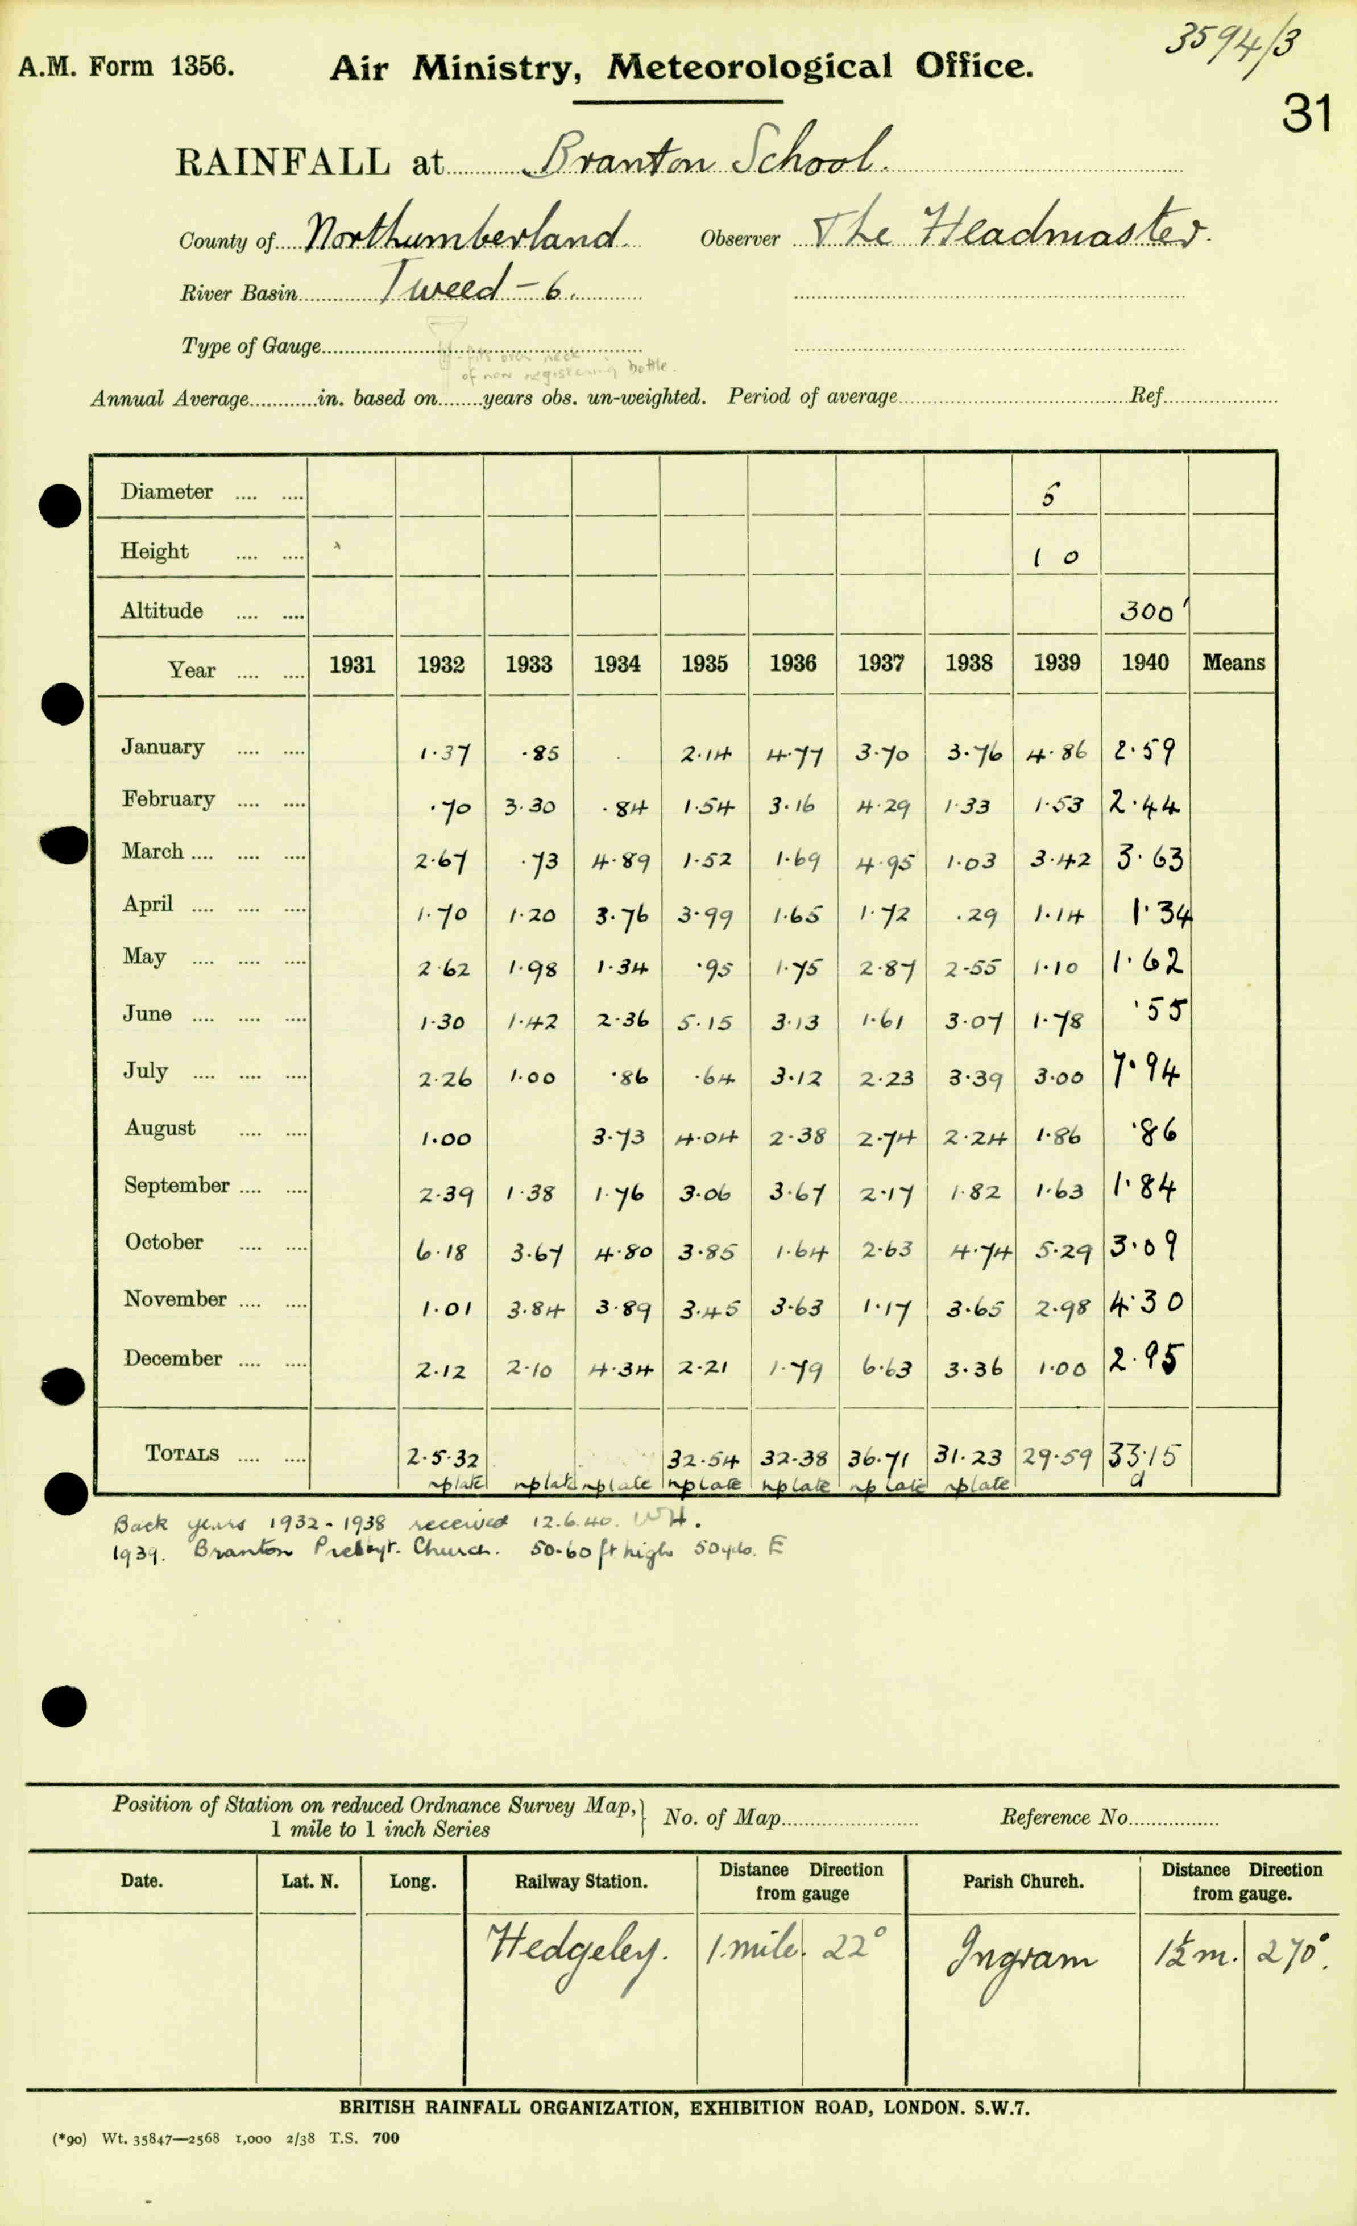 3594/3
A.M. Form 1356. Air Ministry, Meteorological Office.
31
RAINFALL at Branton School.
County of Northumberland. Observer The Headmaster.
River Basin Tweed - 6.
Type of Gauge
- fits over neck
of new registering bottle.
Annual Average in. based on years obs. un-weighted. Period of average Ref.
Diameter 5
Height 1 0
Altitude 300'
Year 1931 1932 1933 1934 1935 1936 1937 1938 1939 1940 Means
January 1.37 .85 2.14 4.77 3.70 3.76 4.86 2.59
February .70 3.30 .84 1.54 3.16 4.29 1.33 1.53 2.44
March 2.67 .73 4.89 1.52 1.69 4.95 1.03 3.42 3.63
April 1.70 1.20 3.76 3.99 1.65 1.72 .29 1.14 1.34
May 2.62 1.98 1.34 .95 1.75 2.87 2.55 1.10 1.62
June 1.30 1.42 2.36 5.15 3.13 1.61 3.07 1.78 .55
July 2.26 1.00 .86 .64 3.12 2.23 3.39 3.00 7.94
August 1.00 3.73 4.04 2.38 2.74 2.24 1.86 .86
September 2.39 1.38 1.76 3.06 3.67 2.17 1.82 1.63 1.84
October 6.18 3.67 4.80 3.85 1.64 2.63 4.74 5.29 3.09
November 1.01 3.84 3.89 3.45 3.63 1.17 3.65 2.98 4.30
December 2.12 2.10 4.34 2.21 1.79 6.63 3.36 1.00 2.95
TOTALS 2.5.32 32.54 32.38 36.71 31.23 29.59 33.15
np late np late np late np late np late np late np late d
Back years 1932-1938 received 12.6.40. WH.
1939. Branton Presbyt. Church. 50-60 ft high 50 yds. E
Position of Station on reduced Ordnance Survey Map,} No. of Map Reference No.
1 mile to 1 inch Series
Date. Lat. N. Long. Railway Station. Distance Direction from gauge Parish Church. Distance Direction from gauge.
Hedgeley. 1 mile. 22° Ingram 1½ m. 270°.
BRITISH RAINFALL ORGANIZATION, EXHIBITION ROAD, LONDON. S.W.7.
(*90) Wt. 35847—2568 1,000 2/38 T.S. 700